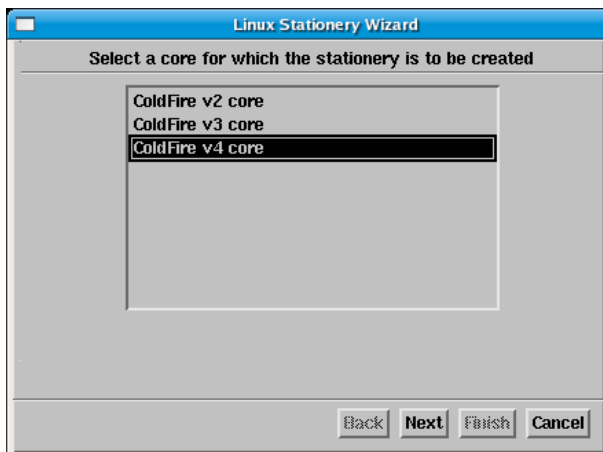 Linux Stationery Wizard
Select a core for which the stationery is to be created
ColdFire v2 core
ColdFire v3 core
ColdFire v4 core
Back Next Finish Cancel